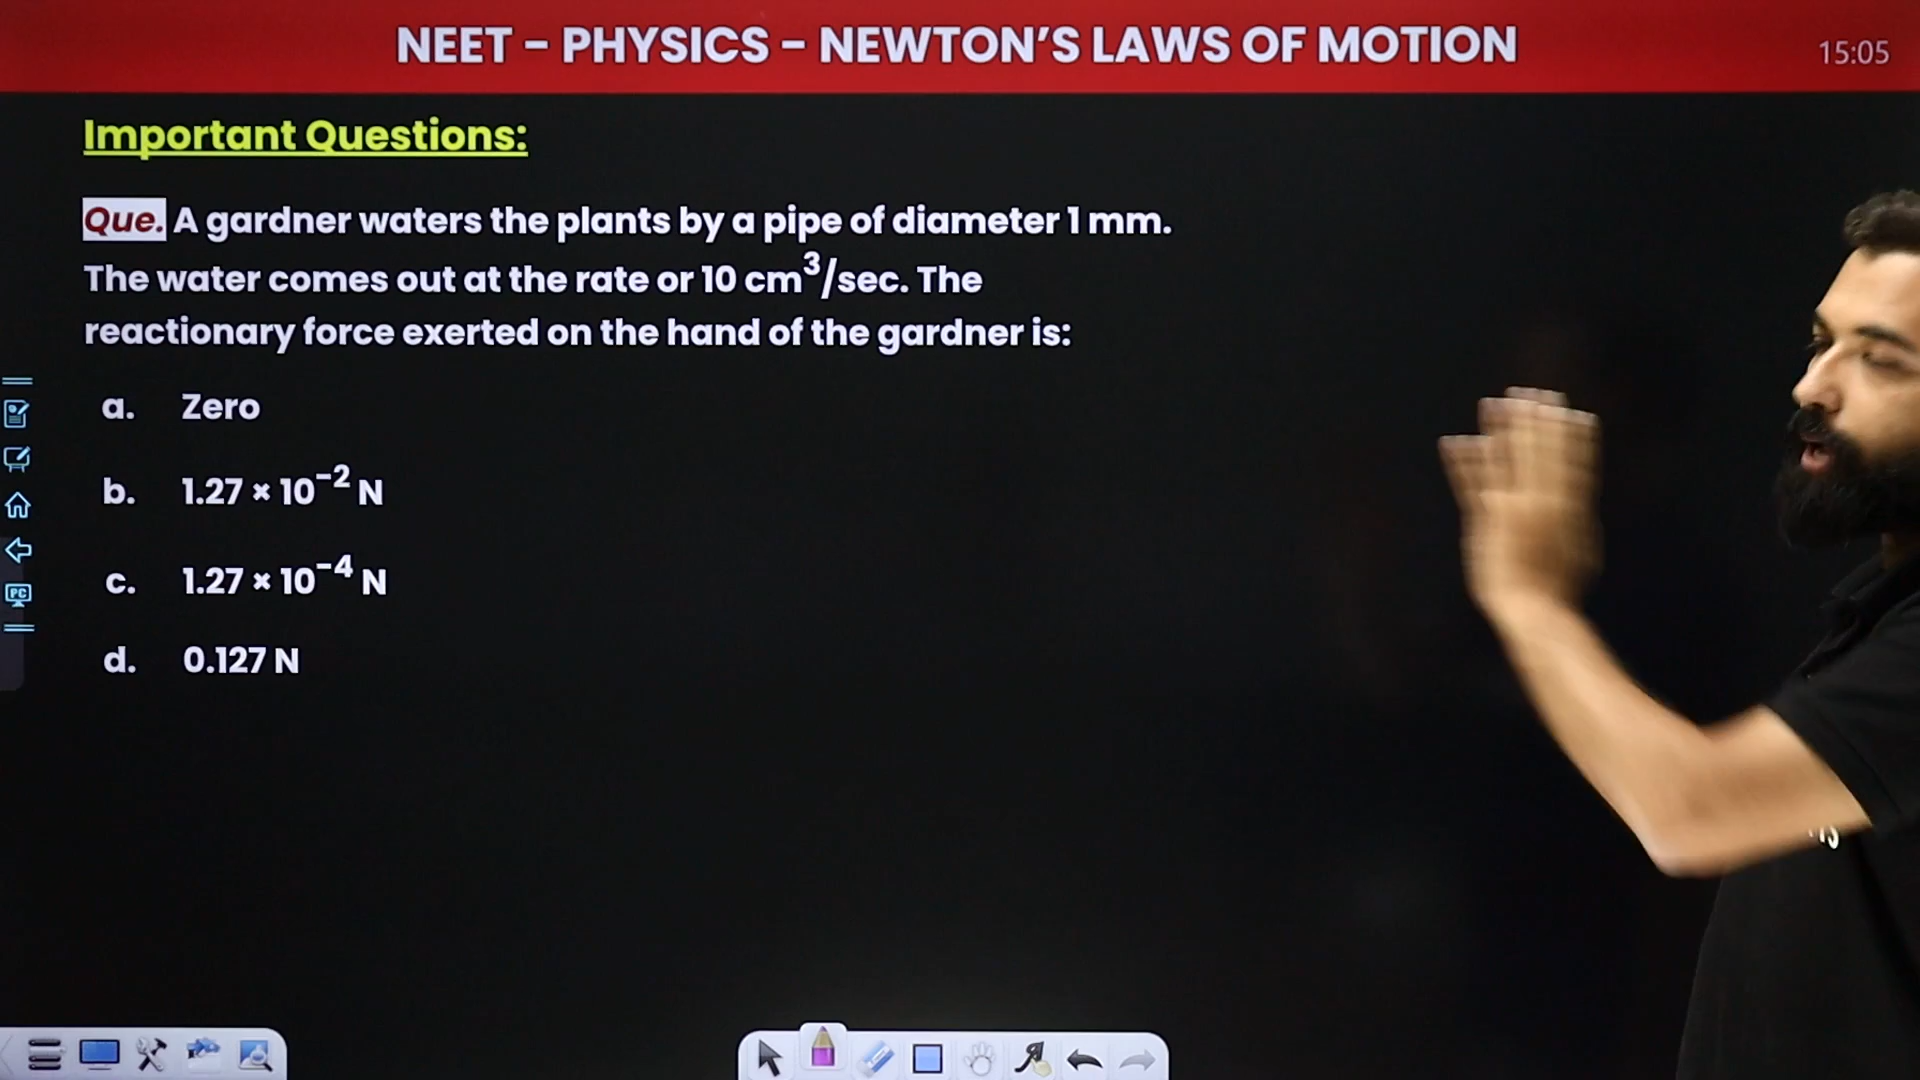 NEET – PHYSICS – NEWTON’S LAWS OF MOTION
15:05
Important Questions:
Que. A gardner waters the plants by a pipe of diameter 1 mm.
The water comes out at the rate or 10 cm³/sec. The
reactionary force exerted on the hand of the gardner is:
a. Zero
b. 1.27 × 10⁻² N
c. 1.27 × 10⁻⁴ N
d. 0.127 N
PC